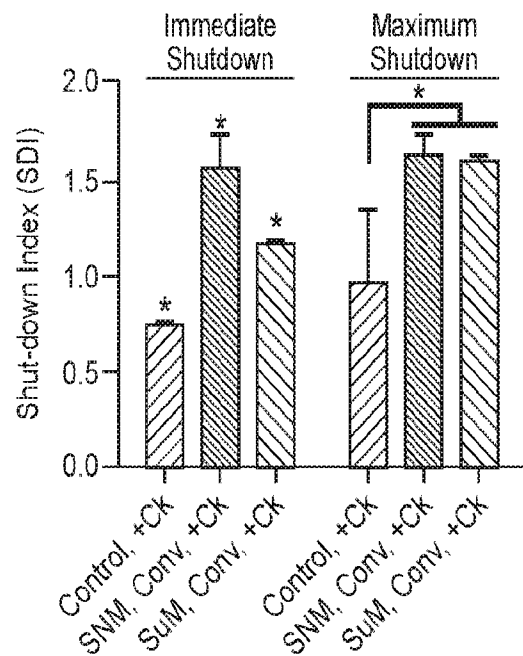 Immediate
Shutdown
Maximum
Shutdown
Shut-down Index (SDI)
2.0
1.5
1.0
0.5
0.0
*
*
*
*
Control, +Ck
SNM, Conv, +Ck
SuM, Conv, +Ck
Control, +Ck
SNM, Conv, +Ck
SuM, Conv, +Ck